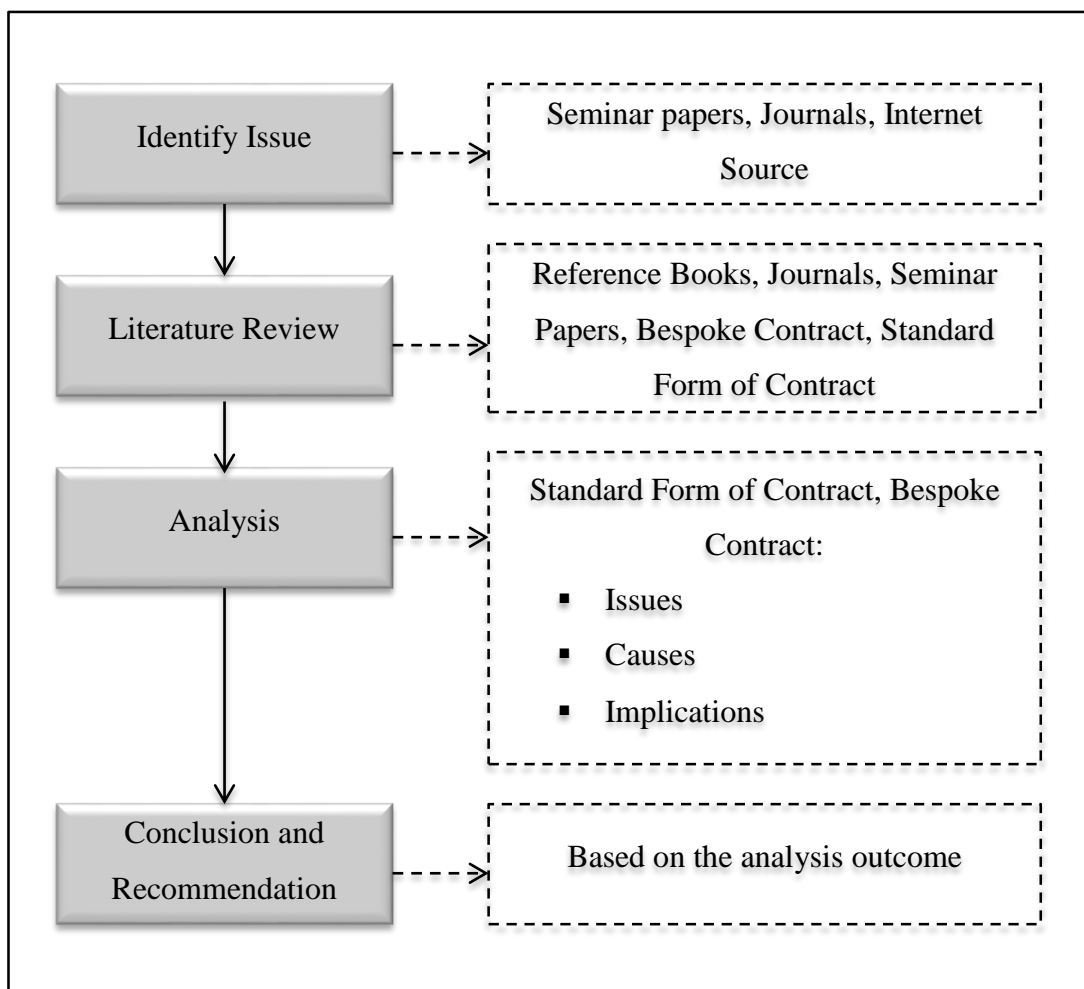 Identify Issue
Seminar papers, Journals, Internet
Source
Literature Review
Reference Books, Journals, Seminar
Papers, Bespoke Contract, Standard
Form of Contract
Analysis
Standard Form of Contract, Bespoke
Contract:
▪ Issues
▪ Causes
▪ Implications
Conclusion and
Recommendation
Based on the analysis outcome